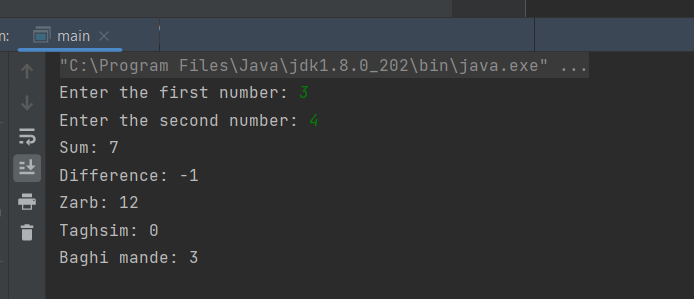 n: main
"C:\Program Files\Java\jdk1.8.0_202\bin\java.exe" ...
Enter the first number: 3
Enter the second number: 4
Sum: 7
Difference: -1
Zarb: 12
Taghsim: 0
Baghi mande: 3